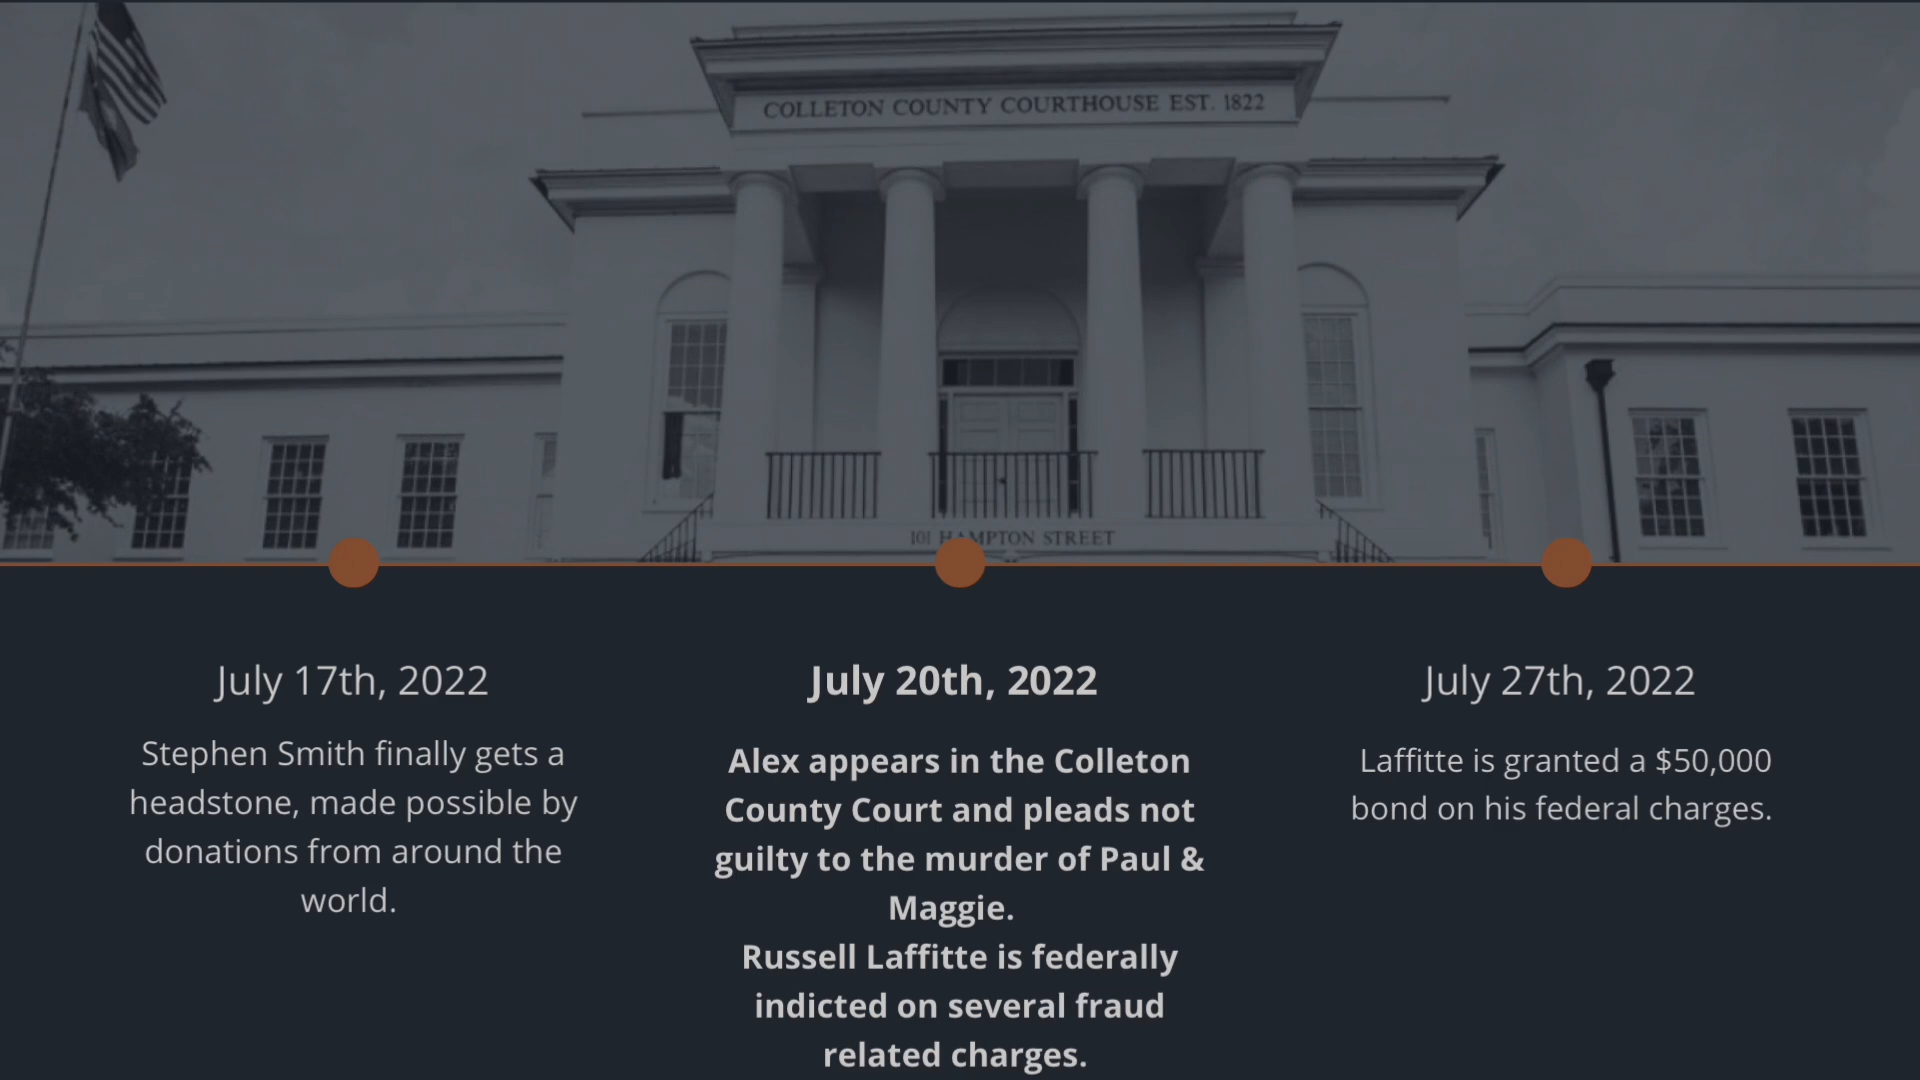 COLLETON COUNTY COURTHOUSE EST. 1822
101 HAMPTON STREET
July 17th, 2022
Stephen Smith finally gets a
headstone, made possible by
donations from around the
world.
July 20th, 2022
Alex appears in the Colleton
County Court and pleads not
guilty to the murder of Paul &
Maggie.
Russell Laffitte is federally
indicted on several fraud
related charges.
July 27th, 2022
Laffitte is granted a $50,000
bond on his federal charges.